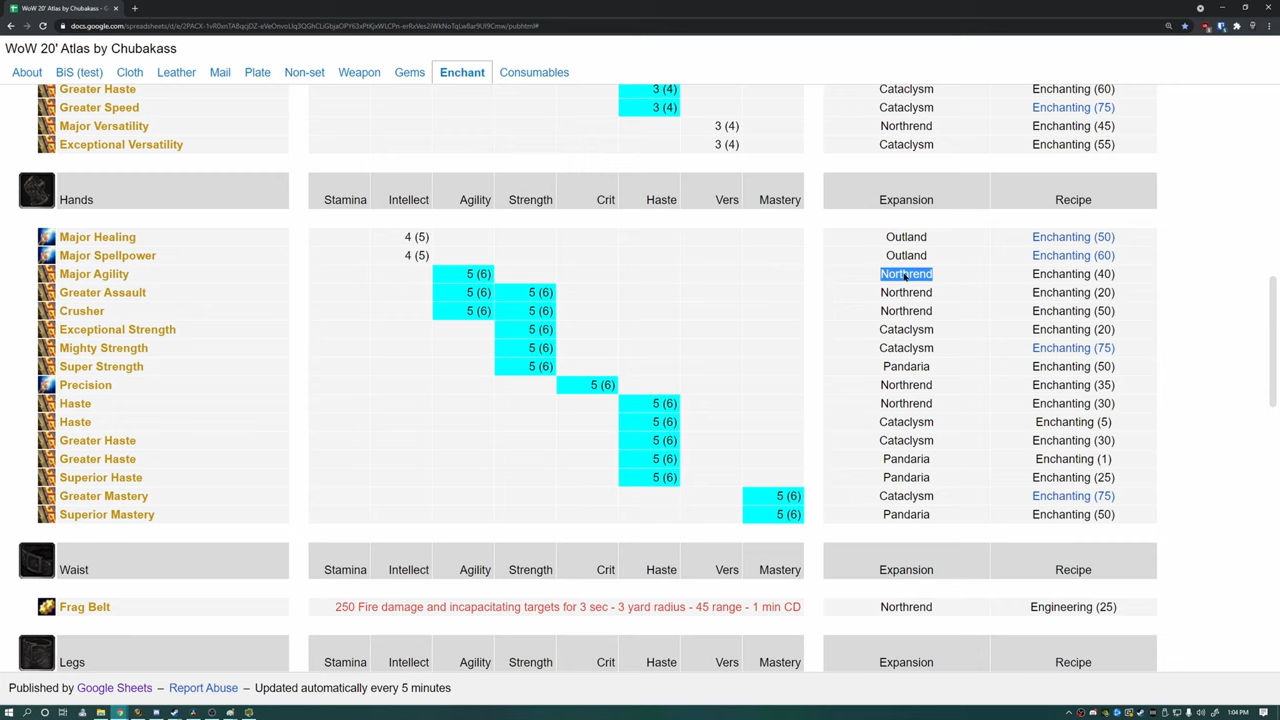 WoW 20' Atlas by Chubakass - G
WoW 20' Atlas by Chubakass
About BiS (test) Cloth Leather Mail Plate Non-set Weapon Gems Enchant Consumables
Greater Haste 3 (4) Cataclysm Enchanting (60)
Greater Speed 3 (4) Cataclysm Enchanting (75)
Major Versatility 3 (4) Northrend Enchanting (45)
Exceptional Versatility 3 (4) Cataclysm Enchanting (55)
Hands Stamina Intellect Agility Strength Crit Haste Vers Mastery Expansion Recipe
Major Healing 4 (5) Outland Enchanting (50)
Major Spellpower 4 (5) Outland Enchanting (60)
Major Agility 5 (6) Northrend Enchanting (40)
Greater Assault 5 (6) 5 (6) Northrend Enchanting (20)
Crusher 5 (6) 5 (6) Northrend Enchanting (50)
Exceptional Strength 5 (6) Cataclysm Enchanting (20)
Mighty Strength 5 (6) Cataclysm Enchanting (75)
Super Strength 5 (6) Pandaria Enchanting (50)
Precision 5 (6) Northrend Enchanting (35)
Haste 5 (6) Northrend Enchanting (30)
Haste 5 (6) Cataclysm Enchanting (5)
Greater Haste 5 (6) Cataclysm Enchanting (30)
Greater Haste 5 (6) Pandaria Enchanting (1)
Superior Haste 5 (6) Pandaria Enchanting (25)
Greater Mastery 5 (6) Cataclysm Enchanting (75)
Superior Mastery 5 (6) Pandaria Enchanting (50)
Waist Stamina Intellect Agility Strength Crit Haste Vers Mastery Expansion Recipe
Frag Belt 250 Fire damage and incapacitating targets for 3 sec - 3 yard radius - 45 range - 1 min CD Northrend Engineering (25)
Legs Stamina Intellect Agility Strength Crit Haste Vers Mastery Expansion Recipe
Published by Google Sheets – Report Abuse – Updated automatically every 5 minutes
1:04 PM